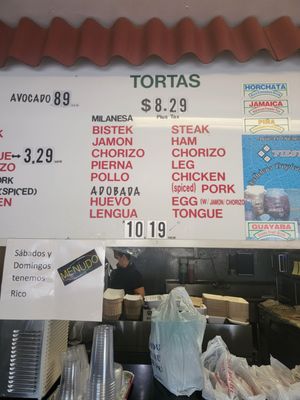 TORTAS
$8.29
Plus Tax
AVOCADO 89
MILANESA
BISTEK STEAK
JAMON HAM
CHORIZO CHORIZO
PIERNA LEG
POLLO CHICKEN
ADOBADA (spiced) PORK
HUEVO EGG (W/ JAMON/CHORIZO)
LENGUA TONGUE
10 19
3,29
(SPICED)
HORCHATA
JAMAICA
PIÑA
GUAYABA
Sábados y
Domingos
tenemos
Rico
MENUDO